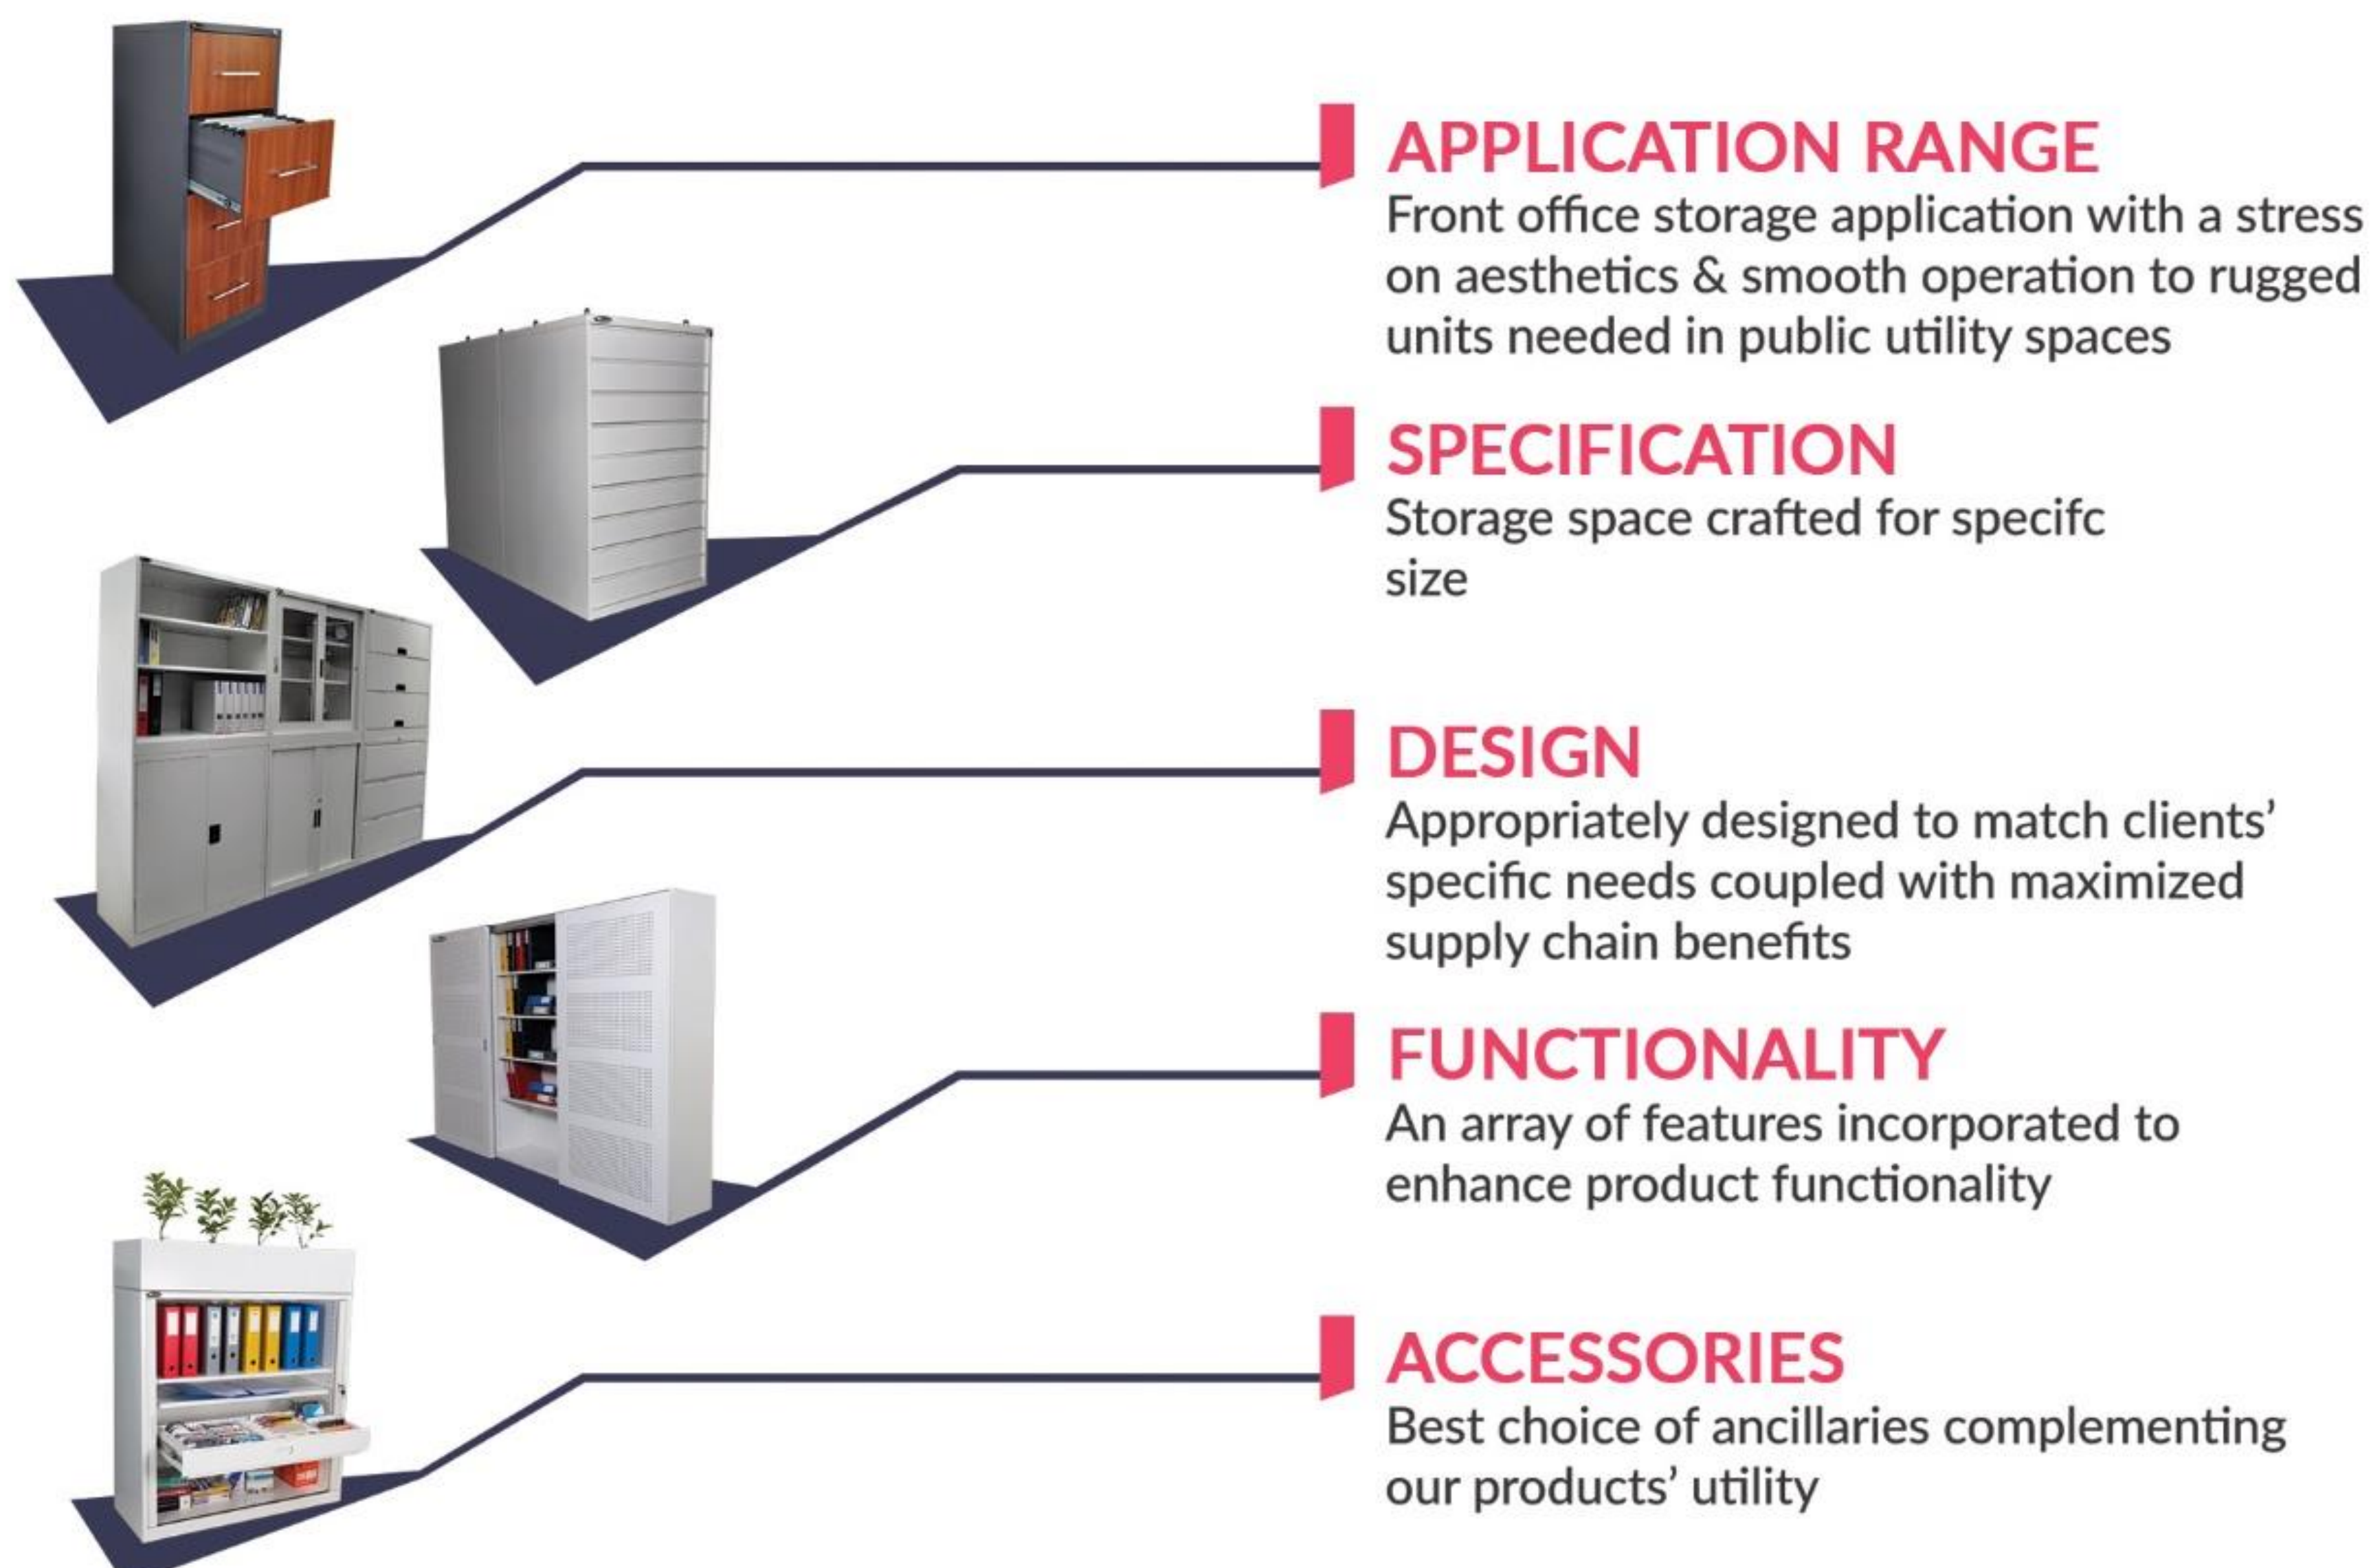 APPLICATION RANGE
Front office storage application with a stress
on aesthetics & smooth operation to rugged
units needed in public utility spaces
SPECIFICATION
Storage space crafted for specifc
size
DESIGN
Appropriately designed to match clients’
specific needs coupled with maximized
supply chain benefits
FUNCTIONALITY
An array of features incorporated to
enhance product functionality
ACCESSORIES
Best choice of ancillaries complementing
our products’ utility